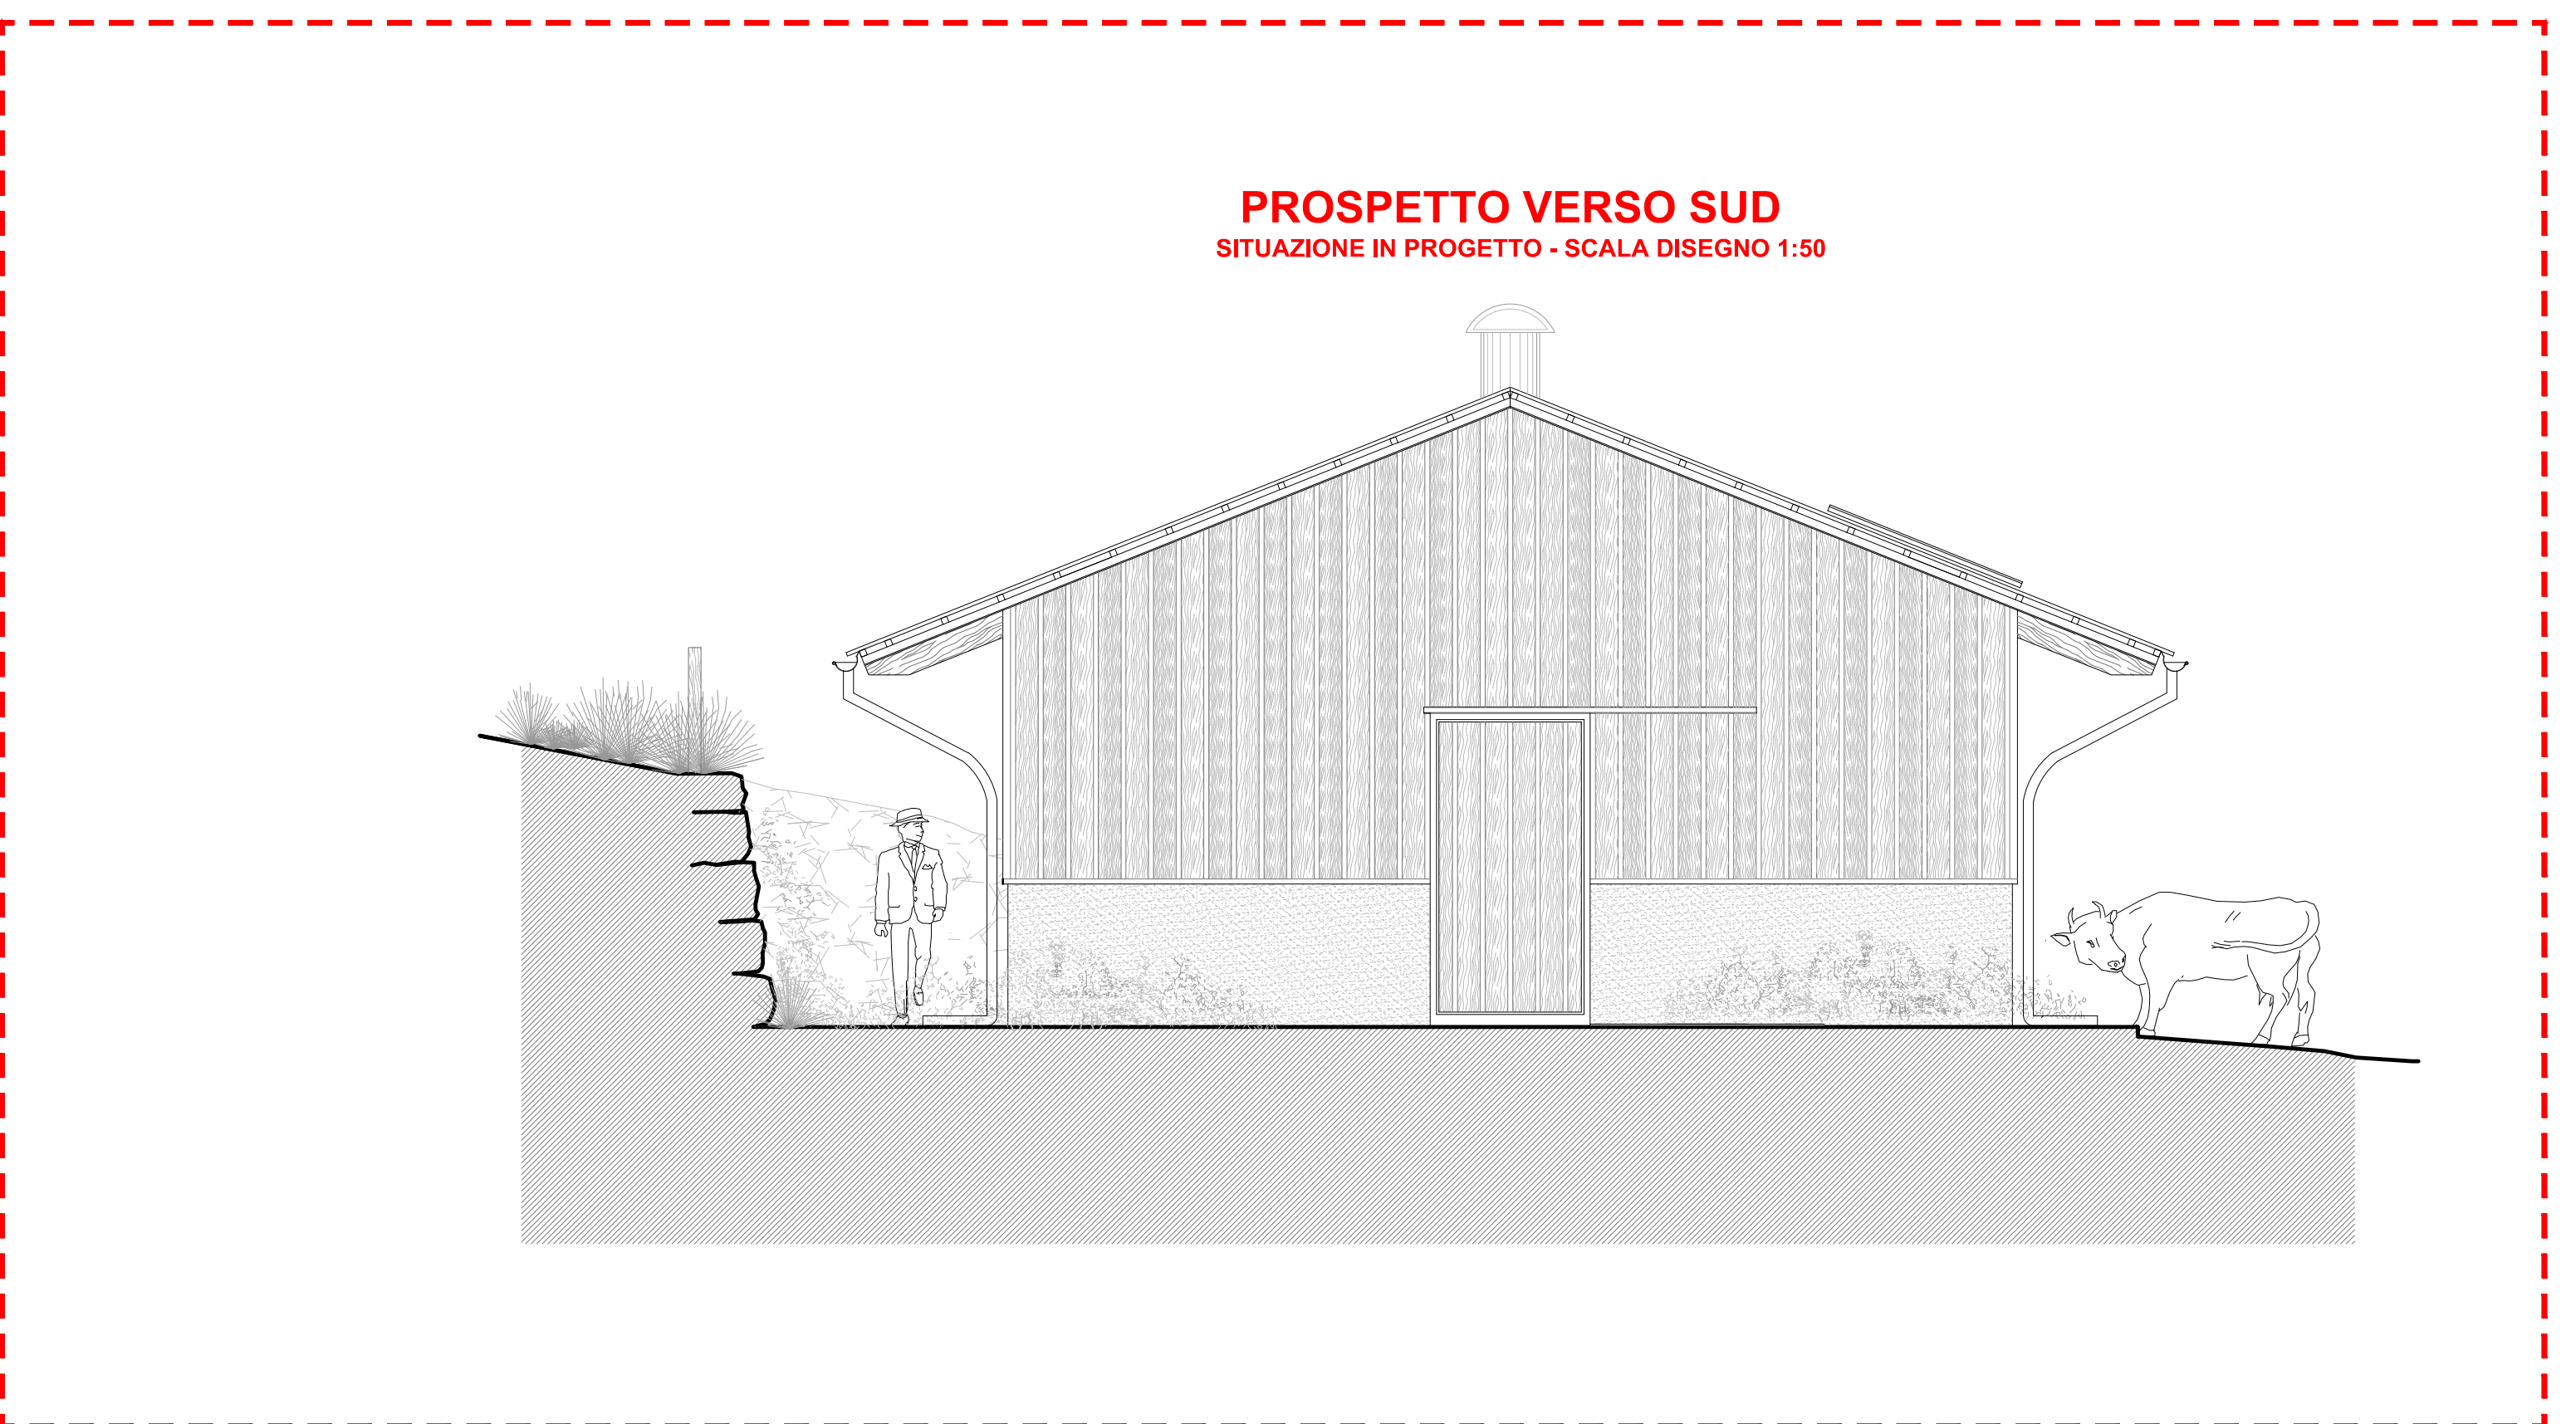 PROSPETTO VERSO SUD
SITUAZIONE IN PROGETTO - SCALA DISEGNO 1:50